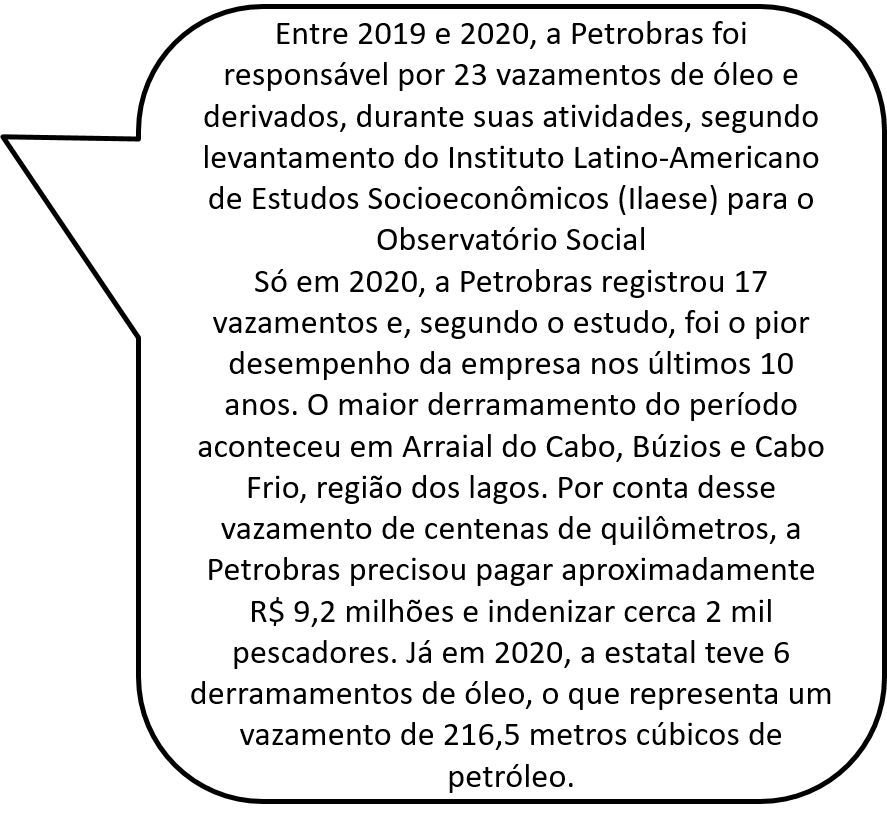 Entre 2019 e 2020, a Petrobras foi
responsável por 23 vazamentos de óleo e
derivados, durante suas atividades, segundo
levantamento do Instituto Latino-Americano
de Estudos Socioeconômicos (Ilaese) para o
Observatório Social
Só em 2020, a Petrobras registrou 17
vazamentos e, segundo o estudo, foi o pior
desempenho da empresa nos últimos 10
anos. O maior derramamento do período
aconteceu em Arraial do Cabo, Búzios e Cabo
Frio, região dos lagos. Por conta desse
vazamento de centenas de quilômetros, a
Petrobras precisou pagar aproximadamente
R$ 9,2 milhões e indenizar cerca 2 mil
pescadores. Já em 2020, a estatal teve 6
derramamentos de óleo, o que representa um
vazamento de 216,5 metros cúbicos de
petróleo.